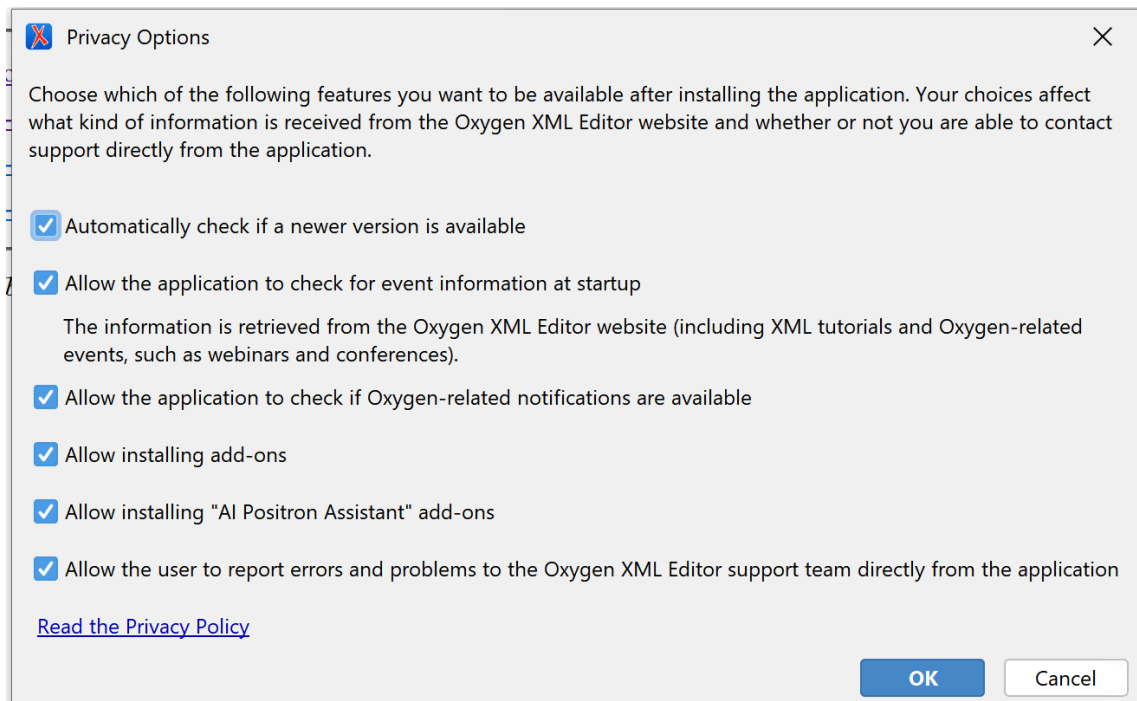 Privacy Options
Choose which of the following features you want to be available after installing the application. Your choices affect
what kind of information is received from the Oxygen XML Editor website and whether or not you are able to contact
support directly from the application.
Automatically check if a newer version is available
Allow the application to check for event information at startup
The information is retrieved from the Oxygen XML Editor website (including XML tutorials and Oxygen-related
events, such as webinars and conferences).
Allow the application to check if Oxygen-related notifications are available
Allow installing add-ons
Allow installing "AI Positron Assistant" add-ons
Allow the user to report errors and problems to the Oxygen XML Editor support team directly from the application
Read the Privacy Policy
OK Cancel